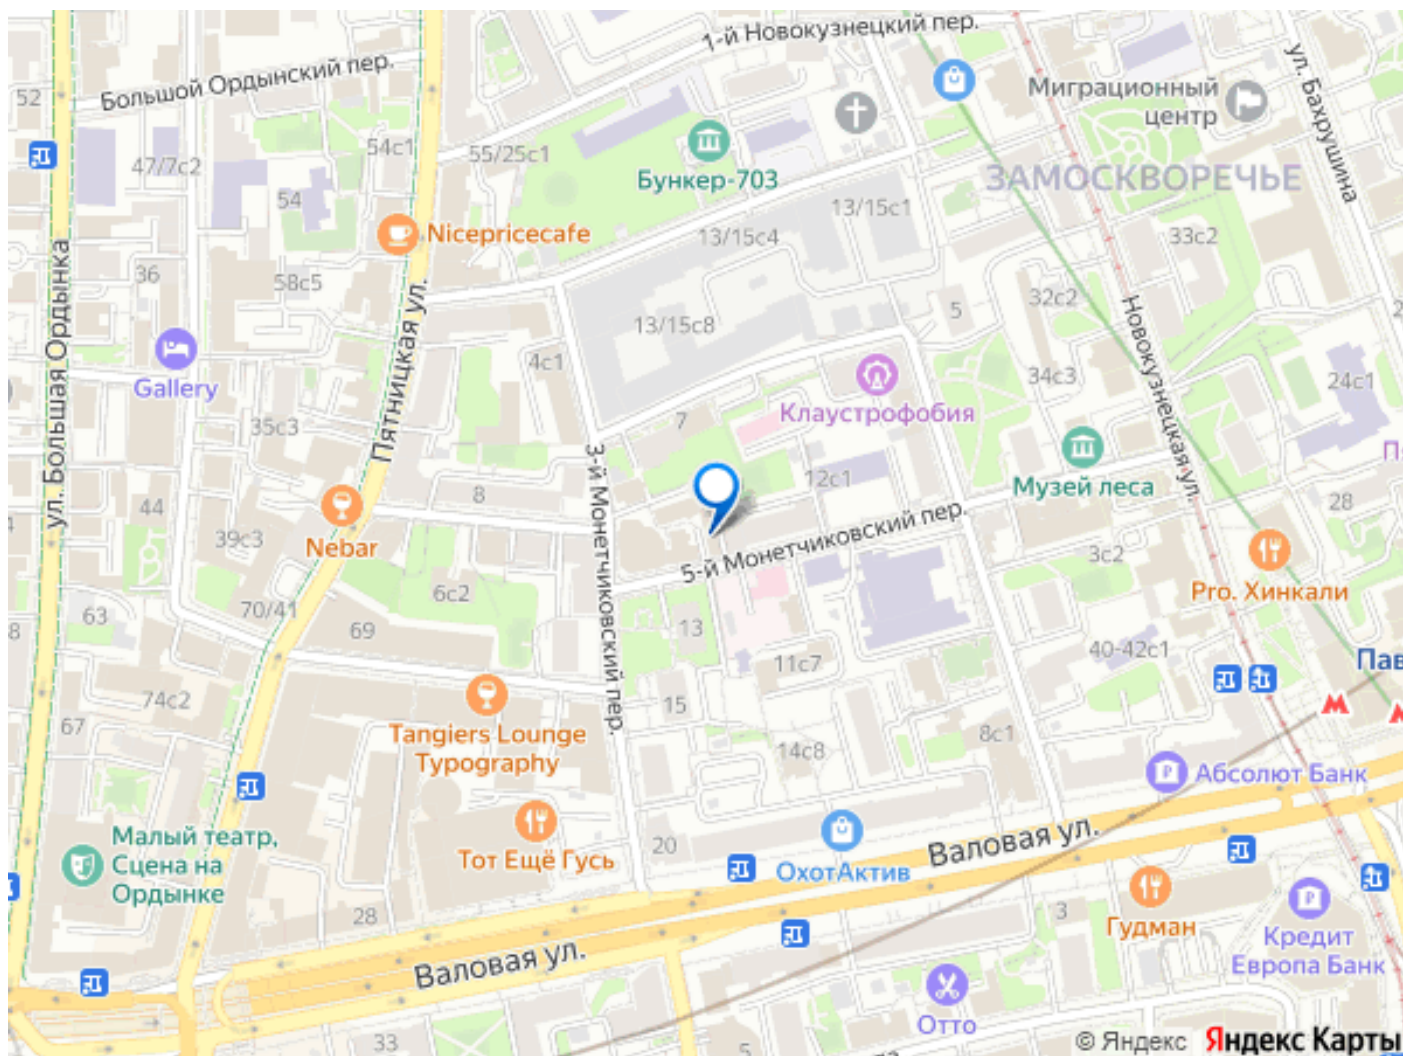 1-й Новокузнецкий пер.
Большой Ордынский пер.
52
Миграционный
центр
ул. Бахрушина
54с1
55/25с1
47/7с2
Бункер-703
ЗАМОСКВОРЕЧЬЕ
54
13/15с1
Nicepricecafe
13/15с4
33с2
36
58с5
ул. Большая Ордынка
Пятницкая ул.
32с2
5
Новокузнецкая ул.
13/15с8
4с1
Gallery
34с3
24с1
Клаустрофобия
35с3
7
3-й Монетчиковский пер.
12с1
Музей леса
8
44
28
39с3
Nebar
5-й Монетчиковский пер.
3с2
Pro. Хинкали
6с2
63
70/41
69
13
8
11с7
40-42с1
Пав
74с2
15
67
Tangiers Lounge
Typography
14с8
8с1
Абсолют Банк
Малый театр,
Сцена на
Ордынке
Тот Ещё Гусь
20
ОхотАктив
Валовая ул.
28
3
Гудман
Валовая ул.
Кредит
Европа Банк
Отто
33
5
© Яндекс Яндекс Карты